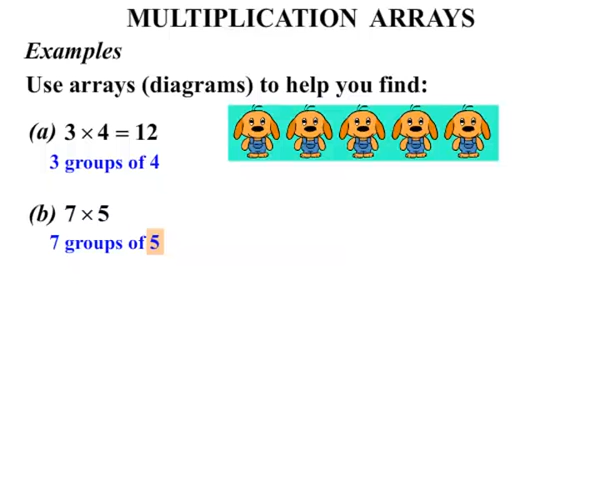 MULTIPLICATION ARRAYS
Examples
Use arrays (diagrams) to help you find:
(a) 3 × 4 = 12
3 groups of 4
(b) 7 × 5
7 groups of 5